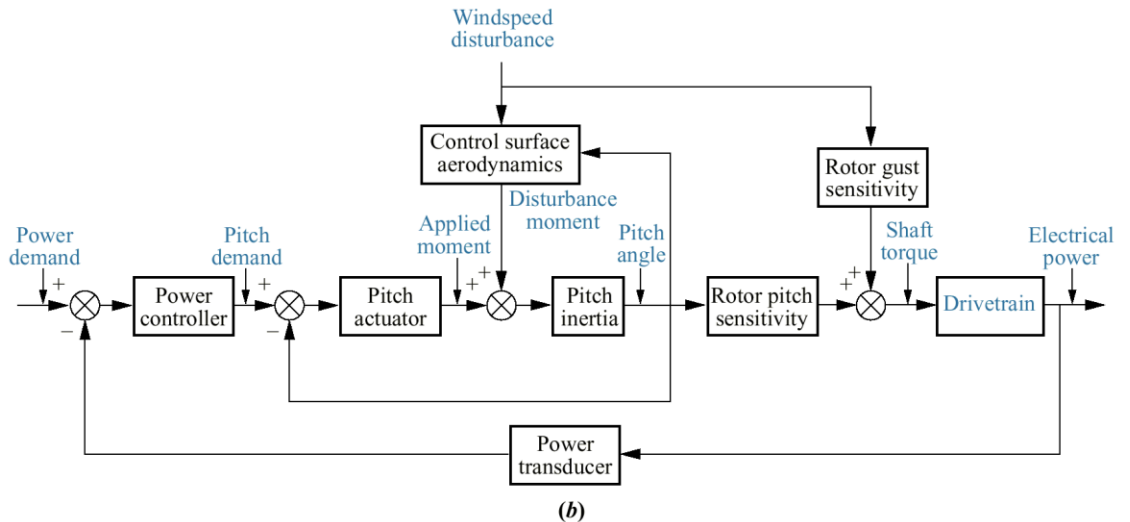 Windspeed
disturbance
Control surface
aerodynamics
Rotor gust
sensitivity
Disturbance
moment
Applied
moment
Pitch
angle
Shaft
torque
Electrical
power
Power
demand
Pitch
demand
+
+
+
+
+
+
Power
controller
Pitch
actuator
Pitch
inertia
Rotor pitch
sensitivity
Drivetrain
−
−
Power
transducer
(b)